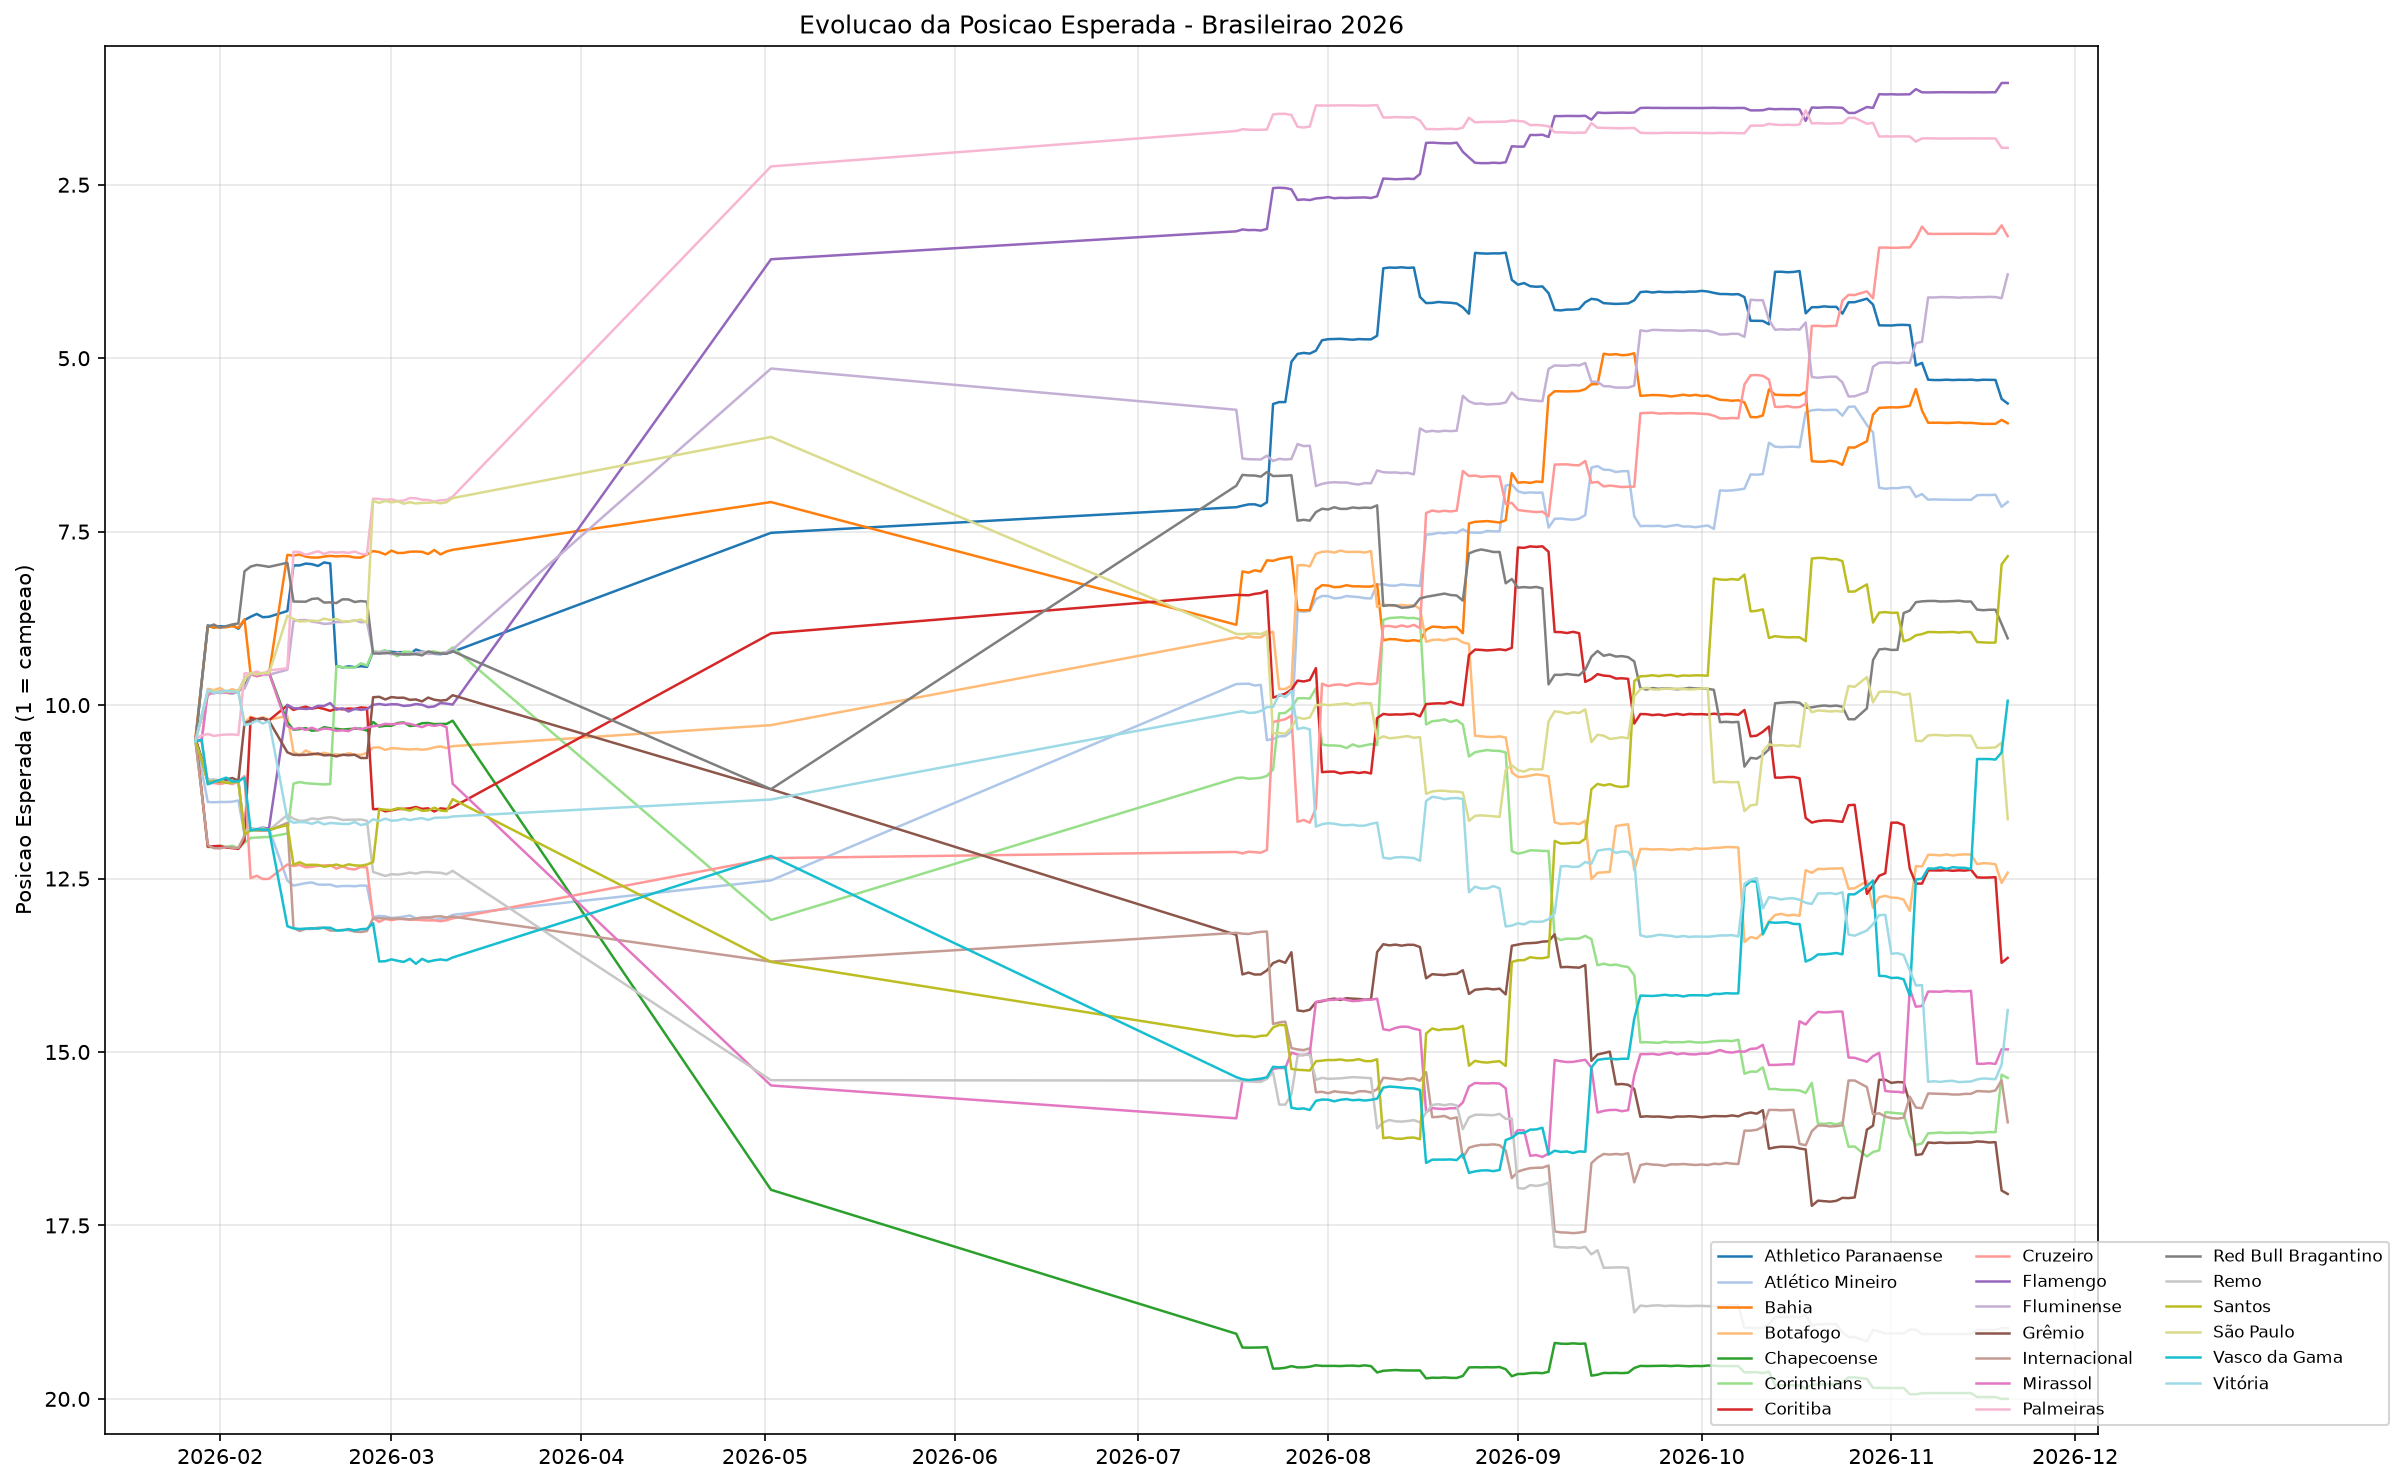 Evolucao da Posicao Esperada - Brasileirao 2026
Posicao Esperada (1 = campeao)
2.5
5.0
7.5
10.0
12.5
15.0
17.5
20.0
2026-02
2026-03
2026-04
2026-05
2026-06
2026-07
2026-08
2026-09
2026-10
2026-11
2026-12
Athletico Paranaense
Atlético Mineiro
Bahia
Botafogo
Chapecoense
Corinthians
Coritiba
Cruzeiro
Flamengo
Fluminense
Grêmio
Internacional
Mirassol
Palmeiras
Red Bull Bragantino
Remo
Santos
São Paulo
Vasco da Gama
Vitória